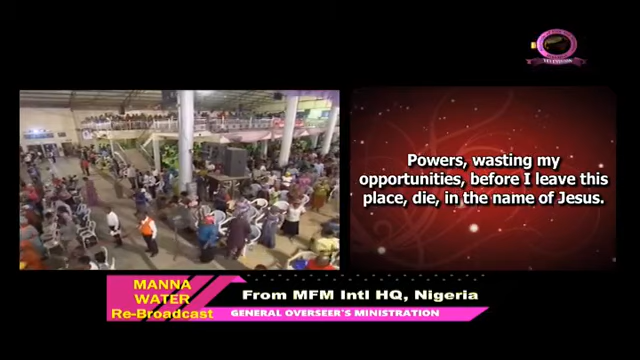 TELEVISION
Powers, wasting my
opportunities, before I leave this
place, die, in the name of Jesus.
MANNA
WATER
Re-Broadcast
From MFM Intl HQ, Nigeria
GENERAL OVERSEER'S MINISTRATION